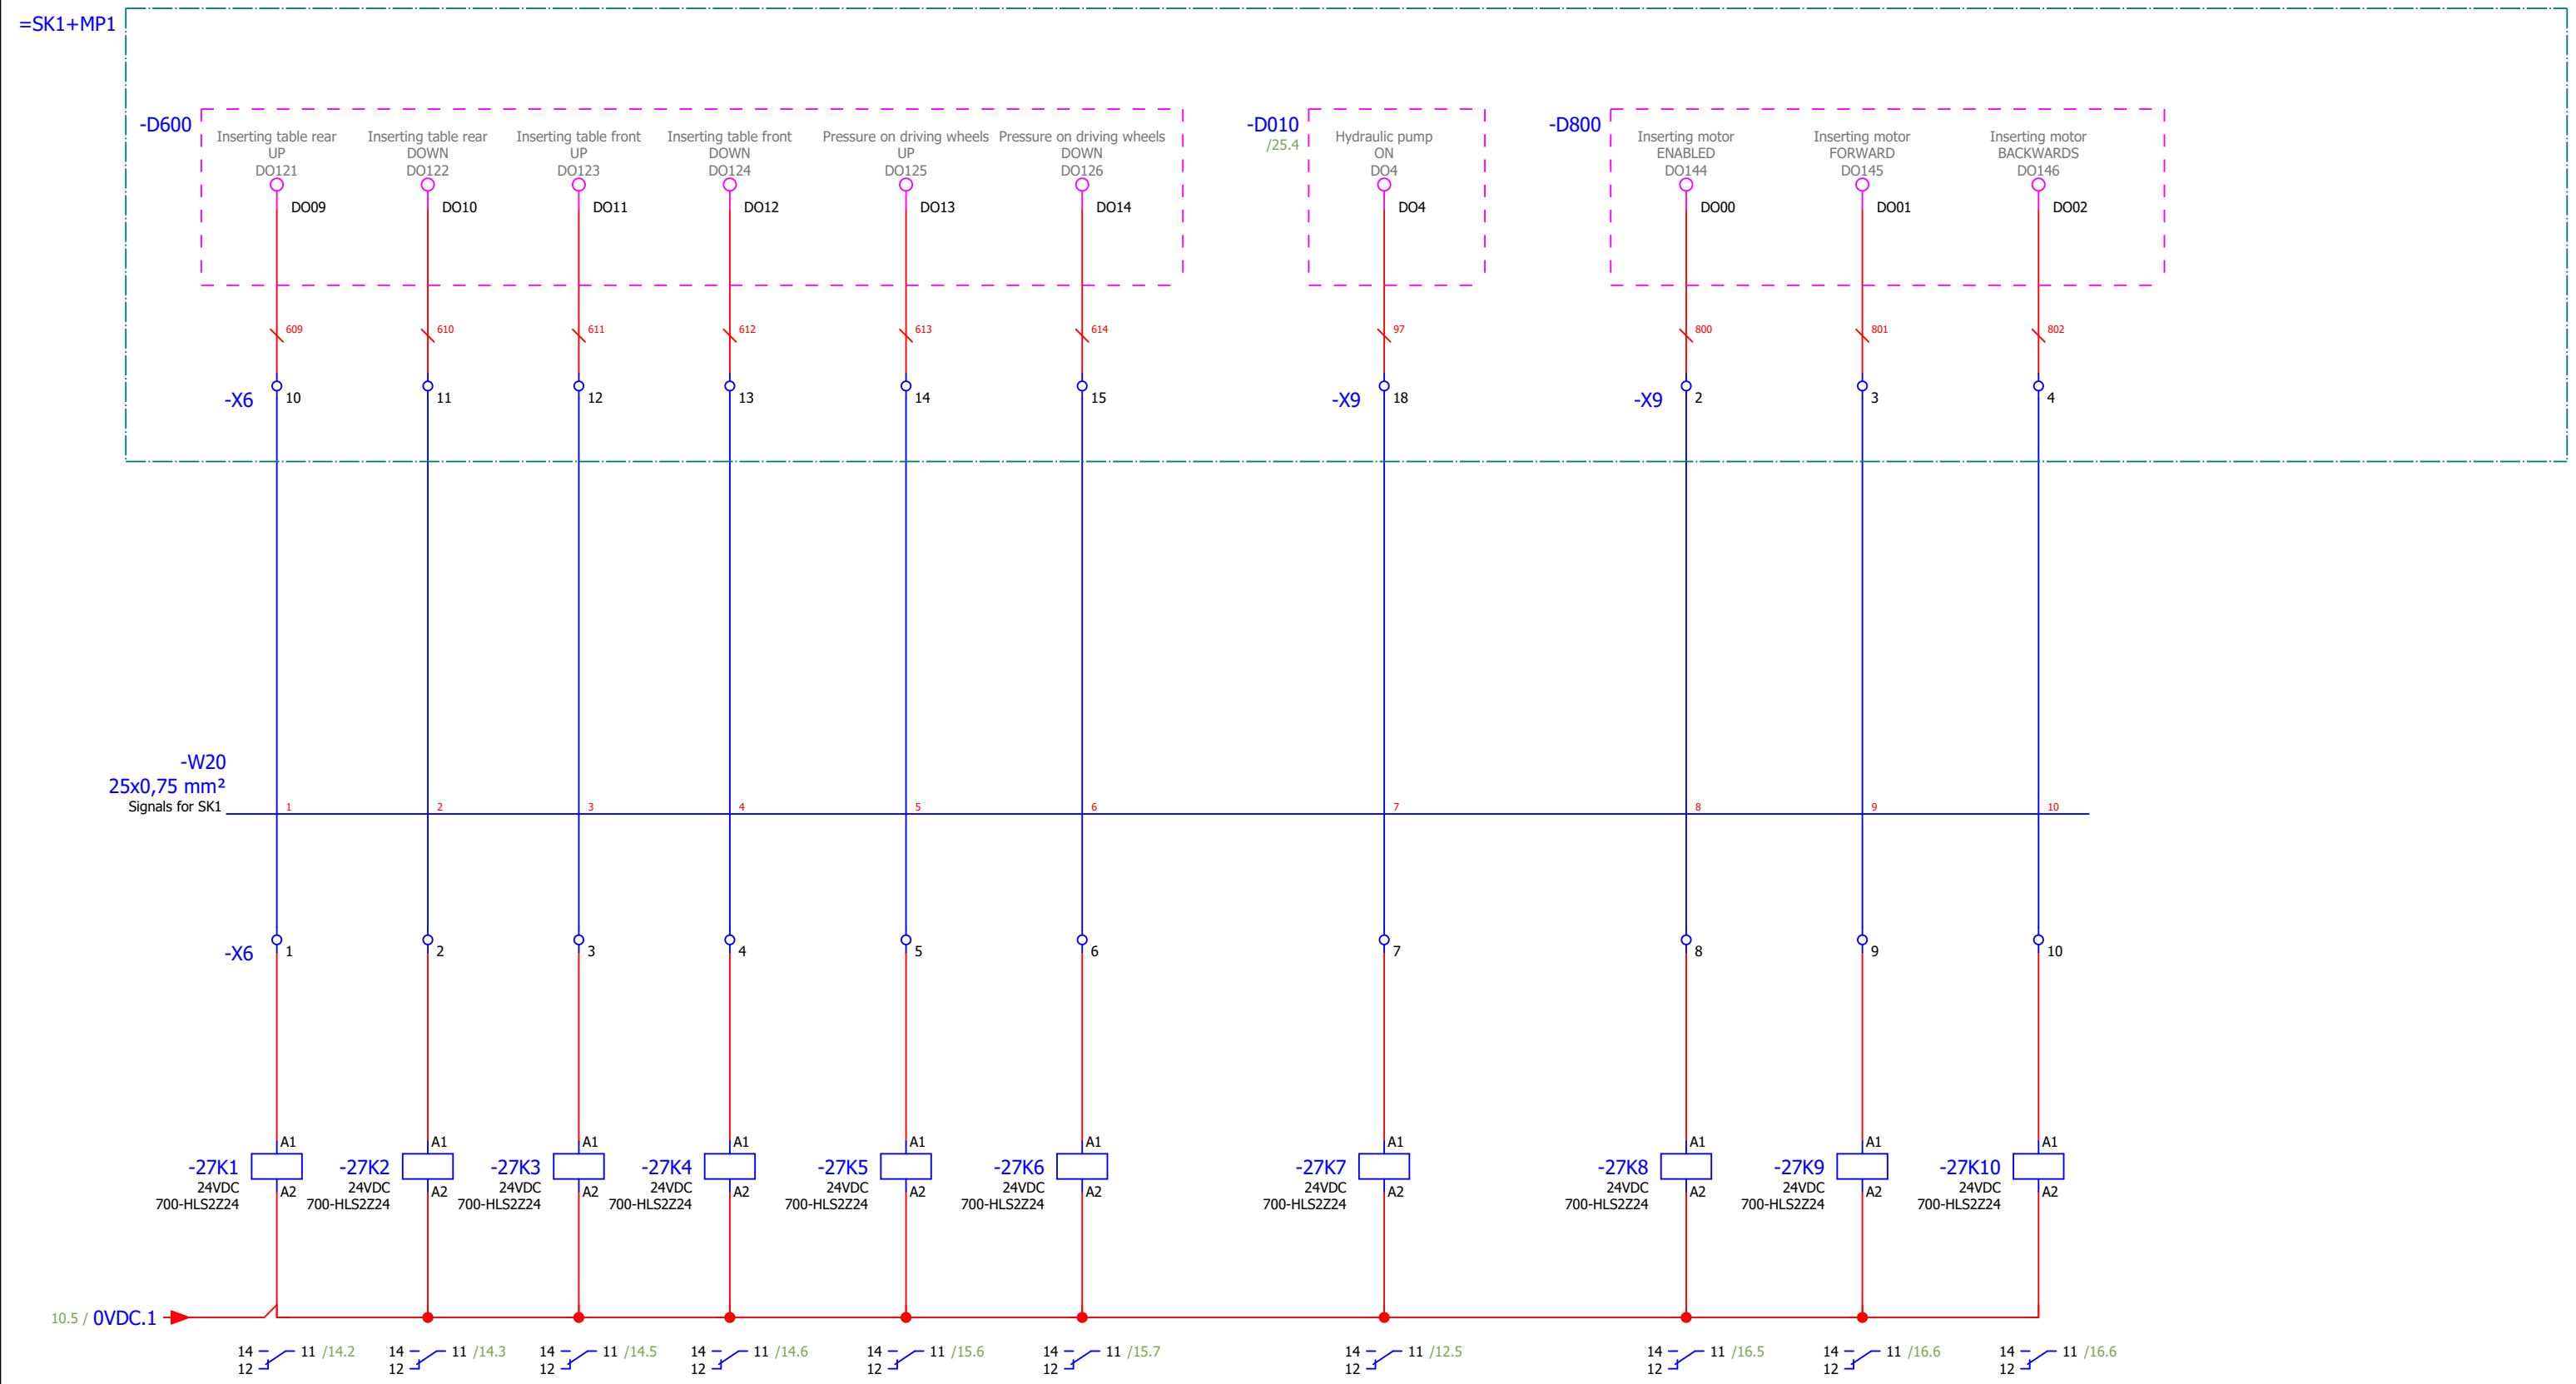 =SK1+MP1
-D600
Inserting table rear
UP
DO121
DO09
Inserting table rear
DOWN
DO122
DO10
Inserting table front
UP
DO123
DO11
Inserting table front
DOWN
DO124
DO12
Pressure on driving wheels
UP
DO125
DO13
Pressure on driving wheels
DOWN
DO126
DO14
-D010
/25.4
Hydraulic pump
ON
DO4
DO4
-D800
Inserting motor
ENABLED
DO144
DO00
Inserting motor
FORWARD
DO145
DO01
Inserting motor
BACKWARDS
DO146
DO02
609 610 611 612 613 614 97 800 801 802
-X6 10 11 12 13 14 15 -X9 18 -X9 2 3 4
-W20
25x0,75 mm²
Signals for SK1
1 2 3 4 5 6 7 8 9 10
-X6 1 2 3 4 5 6 7 8 9 10
A1 A1 A1 A1 A1 A1 A1 A1 A1 A1
-27K1 -27K2 -27K3 -27K4 -27K5 -27K6 -27K7 -27K8 -27K9 -27K10
24VDC A2 24VDC A2 24VDC A2 24VDC A2 24VDC A2 24VDC A2 24VDC A2 24VDC A2 24VDC A2 24VDC A2
700-HLS2Z24 700-HLS2Z24 700-HLS2Z24 700-HLS2Z24 700-HLS2Z24 700-HLS2Z24 700-HLS2Z24 700-HLS2Z24 700-HLS2Z24 700-HLS2Z24
10.5 / 0VDC.1
14 11 /14.2 14 11 /14.3 14 11 /14.5 14 11 /14.6 14 11 /15.6 14 11 /15.7 14 11 /12.5 14 11 /16.5 14 11 /16.6 14 11 /16.6
12 12 12 12 12 12 12 12 12 12